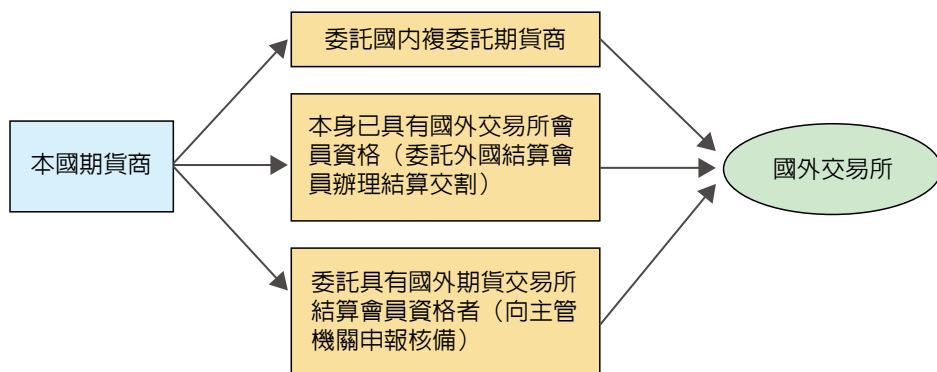 委託國內複委託期貨商
本國期貨商
本身已具有國外交易所會
員資格（委託外國結算會
員辦理結算交割）
國外交易所
委託具有國外期貨交易所
結算會員資格者（向主管
機關申報核備）